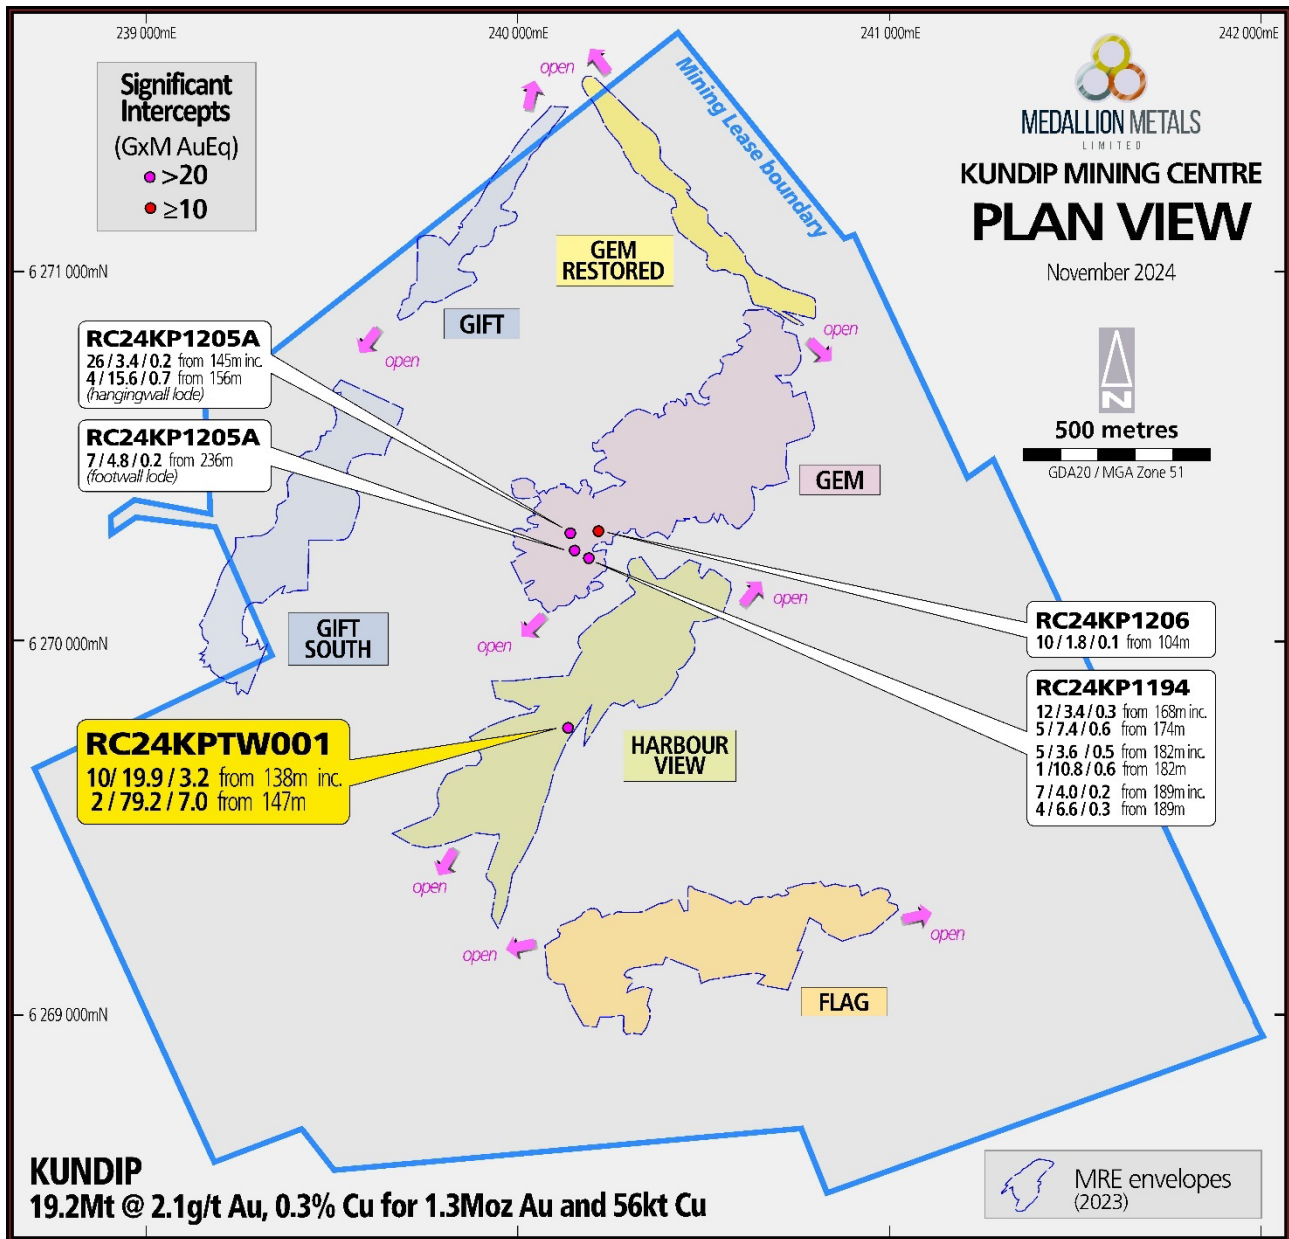 239 000mE
240 000mE
241 000mE
242 000mE
Significant
Intercepts
(GxM AuEq)
>20
≥10
open
open
Mining Lease boundary
MEDALLION METALS
LIMITED
KUNDIP MINING CENTRE
PLAN VIEW
November 2024
GEM
RESTORED
6 271 000mN
GIFT
open
open
RC24KP1205A
26 / 3.4 / 0.2 from 145m inc.
4 / 15.6 / 0.7 from 156m
(hangingwall lode)
N
500 metres
GDA20 / MGA Zone 51
RC24KP1205A
7 / 4.8 / 0.2 from 236m
(footwall lode)
GEM
open
open
GIFT
SOUTH
6 270 000mN
RC24KP1206
10 / 1.8 / 0.1 from 104m
RC24KP1194
12 / 3.4 / 0.3 from 168m inc.
5 / 7.4 / 0.6 from 174m
5 / 3.6 / 0.5 from 182m inc.
1 /10.8 / 0.6 from 182m
7 / 4.0 / 0.2 from 189m inc.
4 / 6.6 / 0.3 from 189m
RC24KPTW001
10/ 19.9 / 3.2 from 138m inc.
2 / 79.2 / 7.0 from 147m
HARBOUR
VIEW
open
open
open
FLAG
6 269 000mN
KUNDIP
19.2Mt @ 2.1g/t Au, 0.3% Cu for 1.3Moz Au and 56kt Cu
MRE envelopes
(2023)